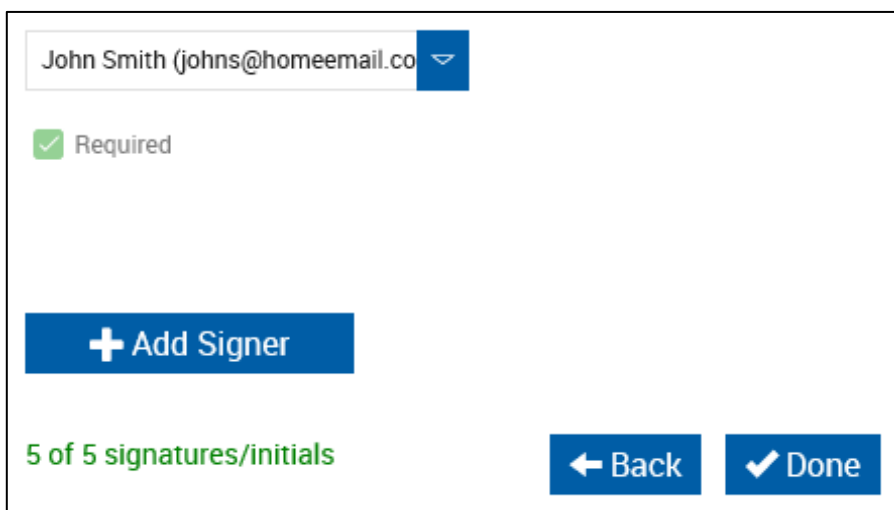 John Smith (johns@homeemail.co
Required
Add Signer
5 of 5 signatures/initials
Back
Done